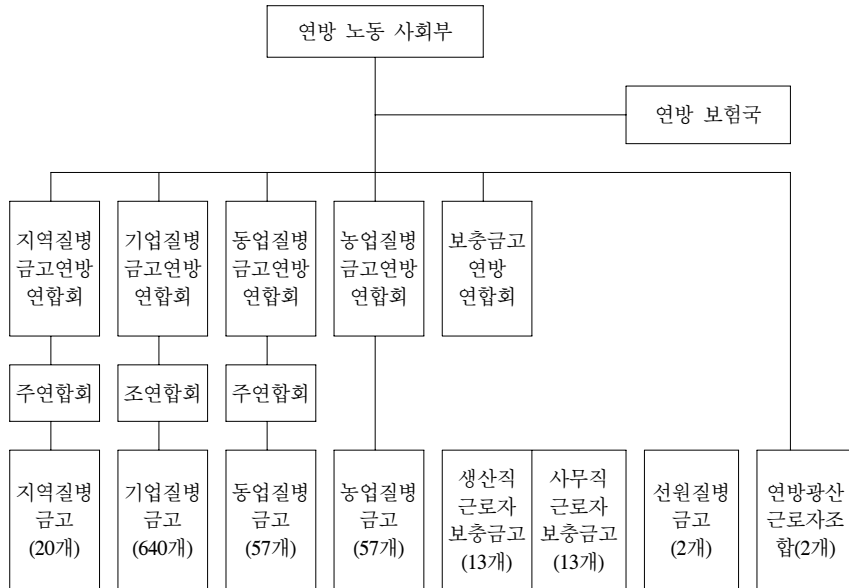 연방 노동 사회부
연방 보험국
지역질병
금고연방
연합회
기업질병
금고연방
연합회
동업질병
금고연방
연합회
농업질병
금고연방
연합회
보충금고
연방
연합회
주연합회
조연합회
주연합회
지역질병
금고
(20개)
기업질병
금고
(640개)
동업질병
금고
(57개)
농업질병
금고
(57개)
생산직
근로자
보충금고
(13개)
사무직
근로자
보충금고
(13개)
선원질병
금고
(2개)
연방광산
근로자조
합(2개)